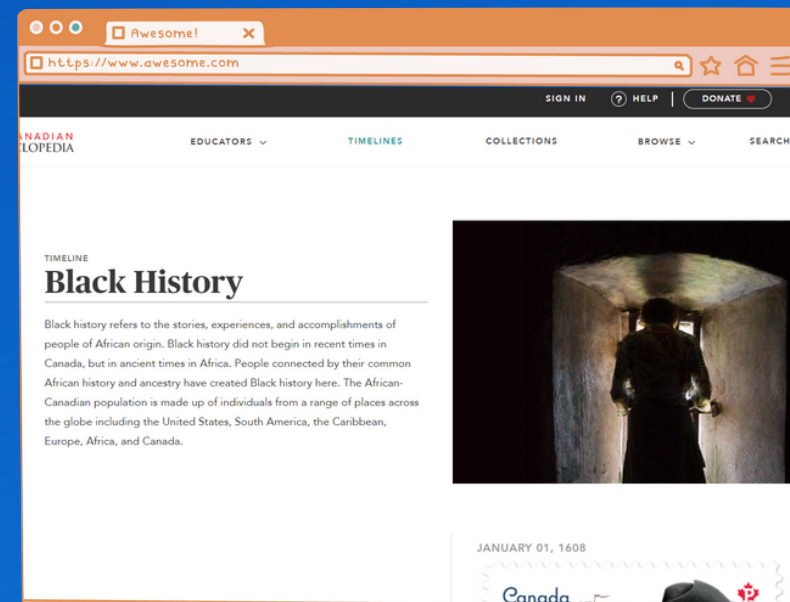 Awesome!
https://www.awesome.com
SIGN IN ? HELP DONATE
ANADIAN
CLOPEDIA
EDUCATORS TIMELINES COLLECTIONS BROWSE SEARCH
TIMELINE
Black History
Black history refers to the stories, experiences, and accomplishments of
people of African origin. Black history did not begin in recent times in
Canada, but in ancient times in Africa. People connected by their common
African history and ancestry have created Black history here. The African-
Canadian population is made up of individuals from a range of places across
the globe including the United States, South America, the Caribbean,
Europe, Africa, and Canada.
JANUARY 01, 1608
Canada
P